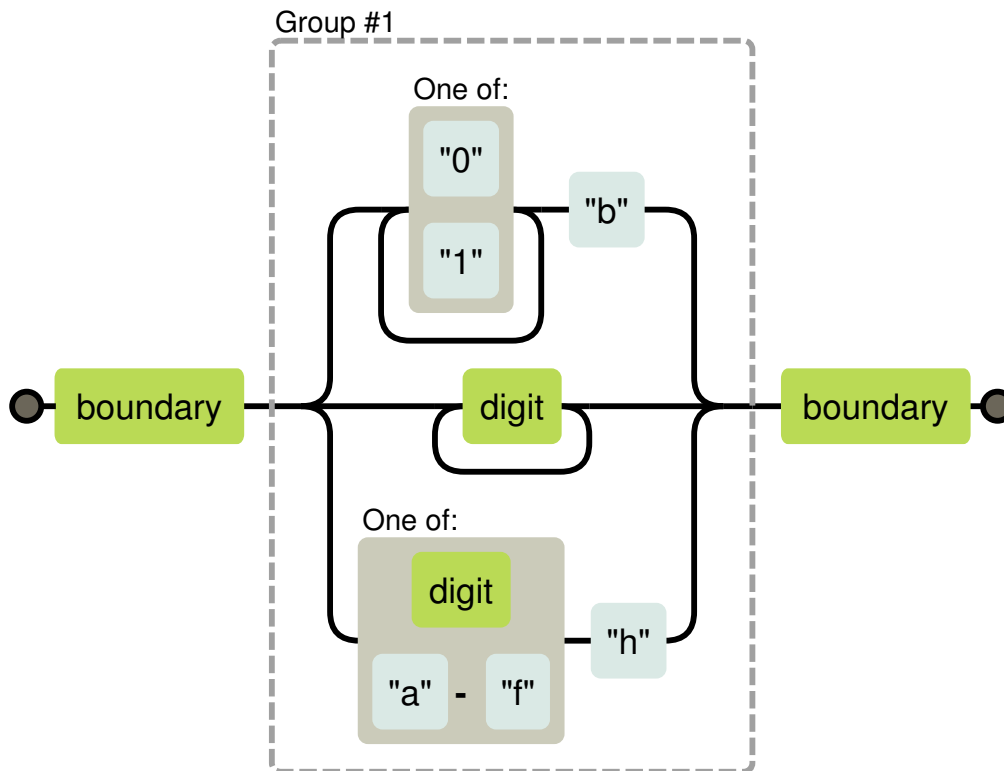 Group #1
One of:
"0"
"b"
"1"
boundary
digit
boundary
One of:
digit
"h"
"a" - "f"